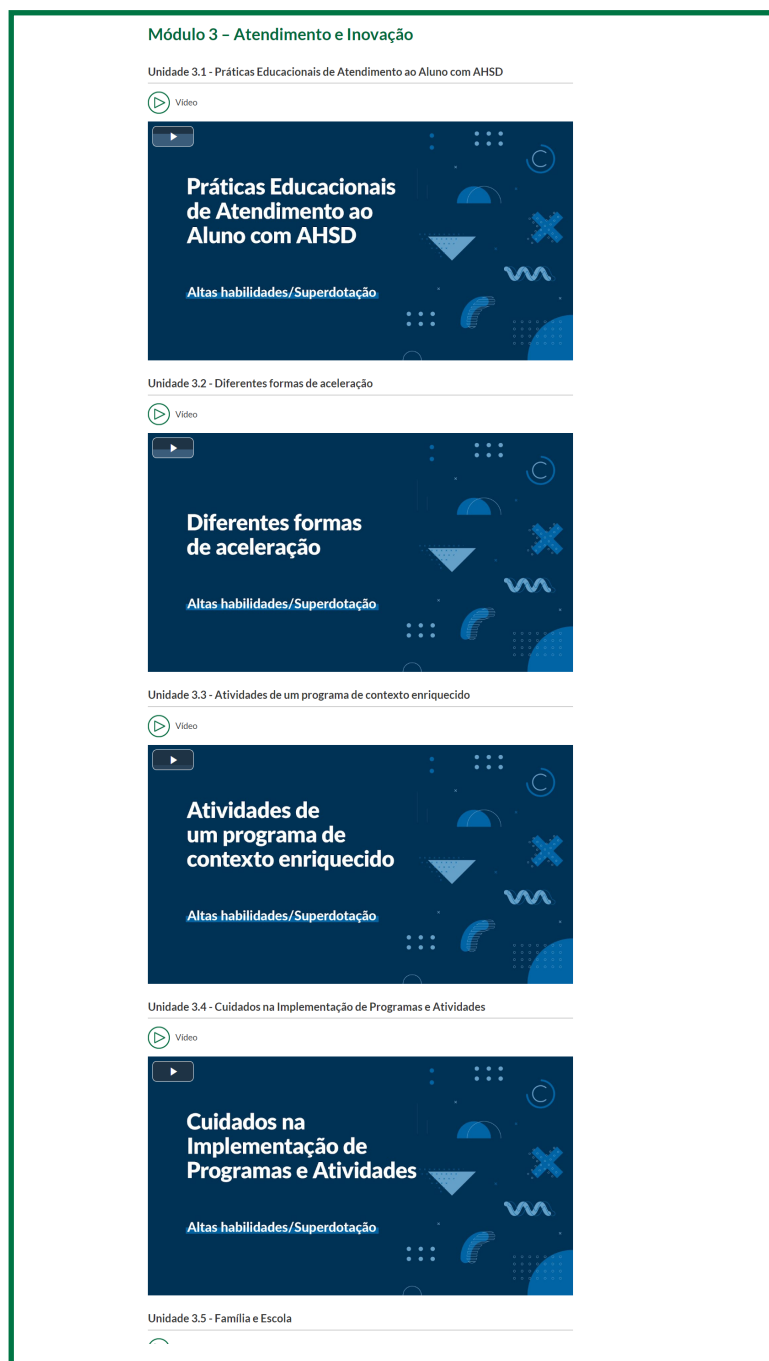 Módulo 3 – Atendimento e Inovação
Unidade 3.1 - Práticas Educacionais de Atendimento ao Aluno com AHSD
Vídeo
Práticas Educacionais
de Atendimento ao
Aluno com AHSD
Altas habilidades/Superdotação
Unidade 3.2 - Diferentes formas de aceleração
Vídeo
Diferentes formas
de aceleração
Altas habilidades/Superdotação
Unidade 3.3 - Atividades de um programa de contexto enriquecido
Vídeo
Atividades de
um programa de
contexto enriquecido
Altas habilidades/Superdotação
Unidade 3.4 - Cuidados na Implementação de Programas e Atividades
Vídeo
Cuidados na
Implementação de
Programas e Atividades
Altas habilidades/Superdotação
Unidade 3.5 - Família e Escola